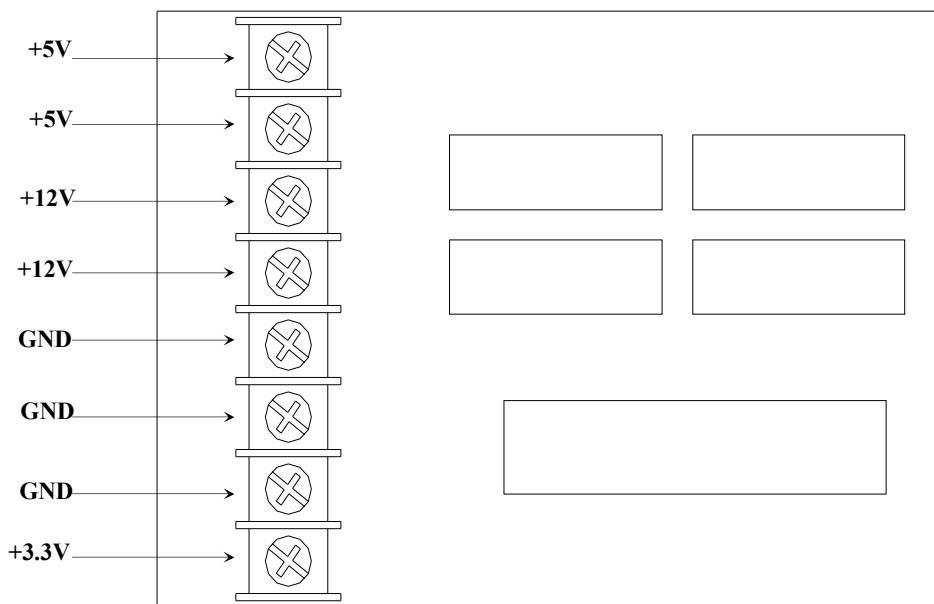 +5V
+5V
+12V
+12V
GND
GND
GND
+3.3V